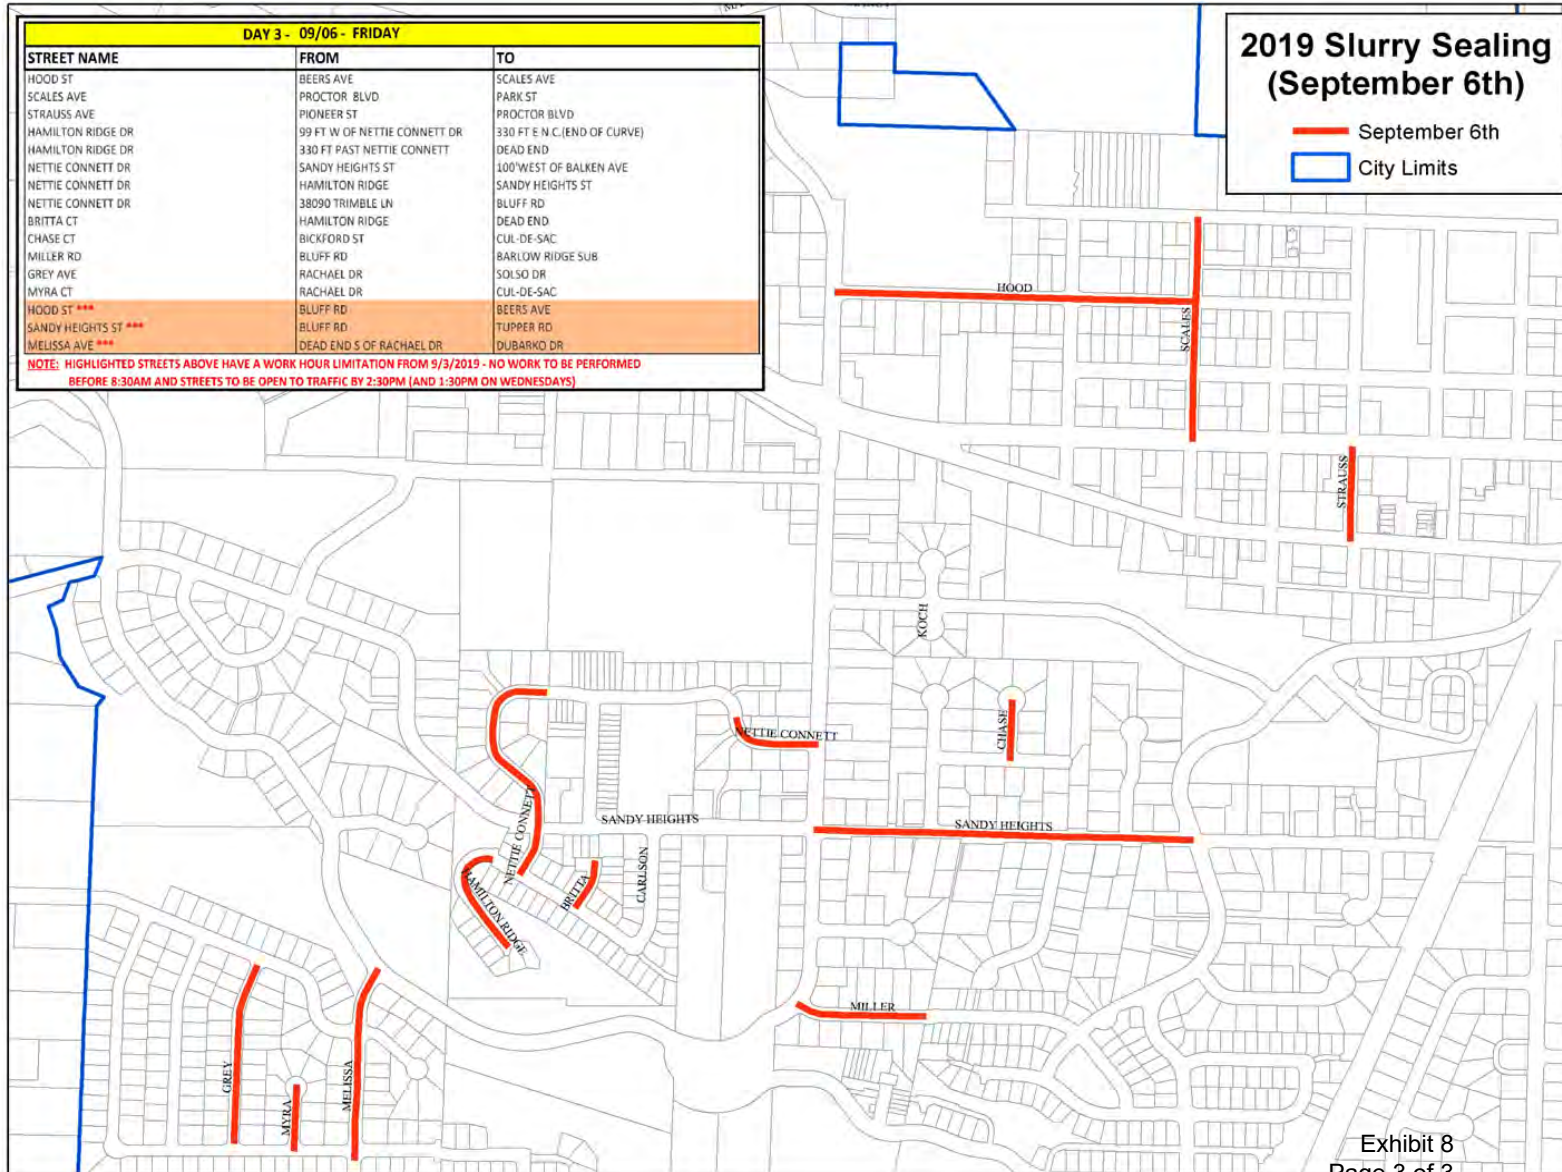 DAY 3 - 09/06 - FRIDAY
STREET NAME FROM TO
HOOD ST BEERS AVE SCALES AVE
SCALES AVE PROCTOR BLVD PARK ST
STRAUSS AVE PIONEER ST PROCTOR BLVD
HAMILTON RIDGE DR 99 FT W OF NETTIE CONNETT DR 330 FT E N C.(END OF CURVE)
HAMILTON RIDGE DR 330 FT PAST NETTIE CONNETT DEAD END
NETTIE CONNETT DR SANDY HEIGHTS ST 100'WEST OF BALKEN AVE
NETTIE CONNETT DR HAMILTON RIDGE SANDY HEIGHTS ST
NETTIE CONNETT DR 38090 TRIMBLE LN BLUFF RD
BRITTA CT HAMILTON RIDGE DEAD END
CHASE CT BICKFORD ST CUL-DE-SAC
MILLER RD BLUFF RD BARLOW RIDGE SUB
GREY AVE RACHAEL DR SOLSO DR
MYRA CT RACHAEL DR CUL-DE-SAC
HOOD ST *** BLUFF RD BEERS AVE
SANDY HEIGHTS ST *** BLUFF RD TUPPER RD
MELISSA AVE *** DEAD END S OF RACHAEL DR DUBARKO DR
NOTE: HIGHLIGHTED STREETS ABOVE HAVE A WORK HOUR LIMITATION FROM 9/3/2019 - NO WORK TO BE PERFORMED
BEFORE 8:30AM AND STREETS TO BE OPEN TO TRAFFIC BY 2:30PM (AND 1:30PM ON WEDNESDAYS)
2019 Slurry Sealing
(September 6th)
September 6th
City Limits
HOOD
SCALES
STRAUSS
KOCH
CHASE
NETTIE CONNETT
NETTIE CONNETT
SANDY HEIGHTS
SANDY HEIGHTS
CARLSON
BRITTA
HAMILTON RIDGE
MILLER
GREY
MYRA
MELISSA
Exhibit 8
Page 3 of 3